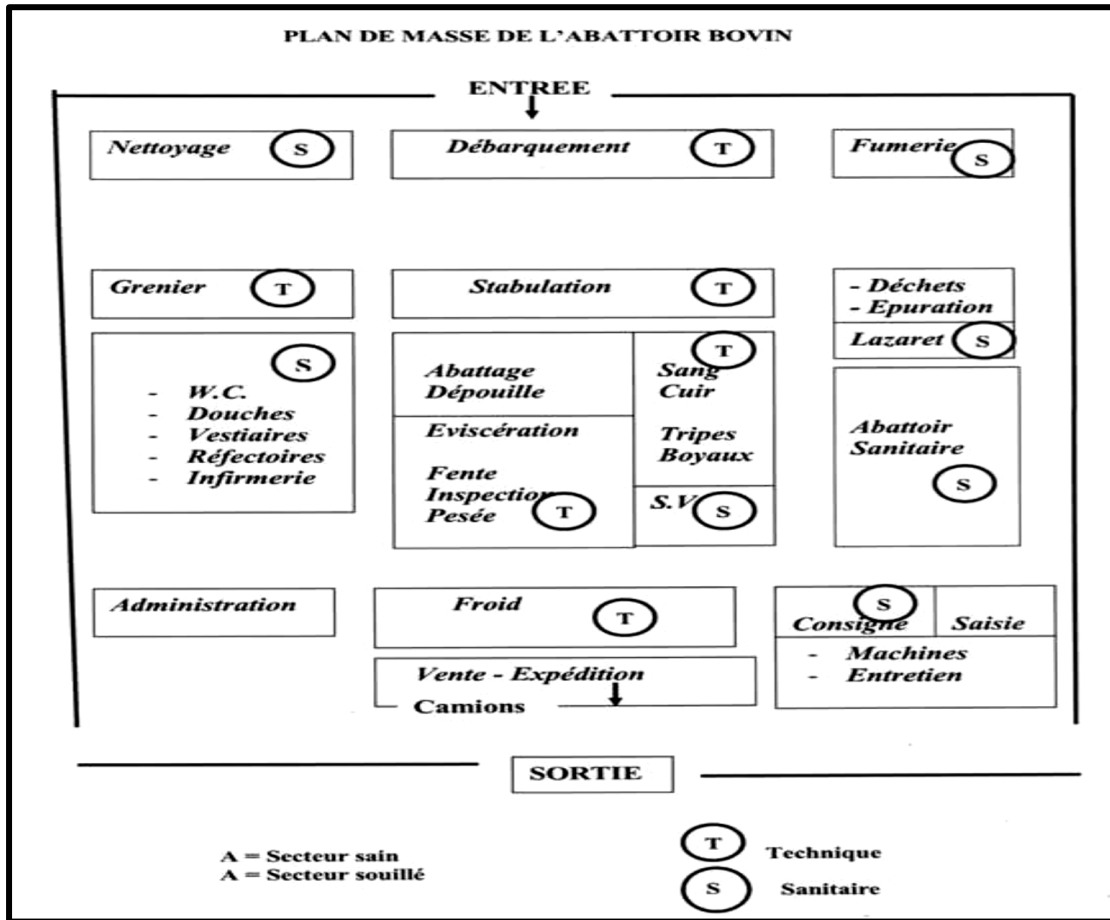 PLAN DE MASSE DE L'ABATTOIR BOVIN
ENTREE
Nettoyage S
Débarquement T
Fumerie S
Grenier T
Stabulation T
- Déchets
- Epuration
Lazaret S
S
- W.C.
- Douches
- Vestiaires
- Réfectoires
- Infirmerie
Abattage
Dépouille
Eviscération
Fente
Inspection
Pesée T
T
Sang
Cuir
Tripes
Boyaux
S.V S
Abattoir
Sanitaire
S
Administration
Froid T
S
Consigne Saisie
- Machines
- Entretien
Vente - Expédition
Camions
SORTIE
A = Secteur sain
A = Secteur souillé
T Technique
S Sanitaire